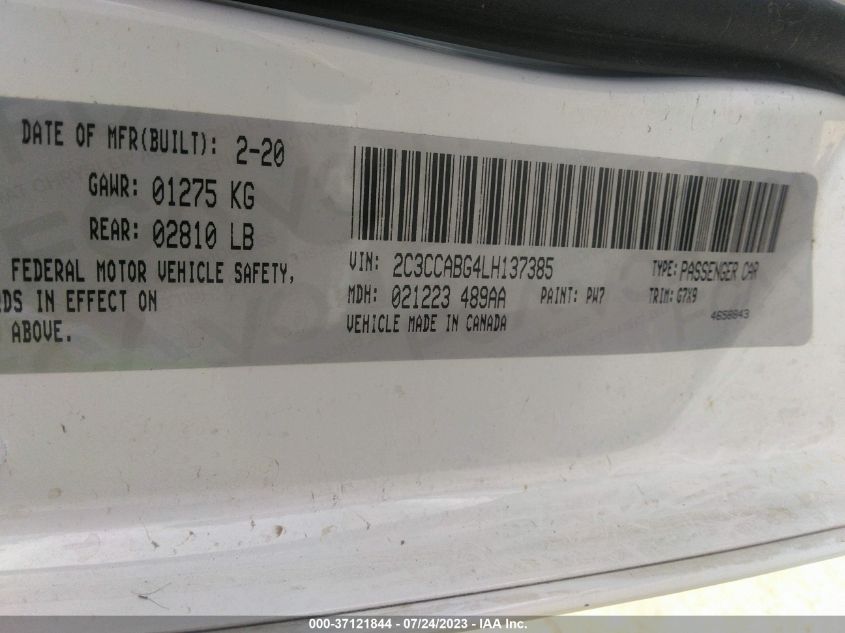 DATE OF MFR(BUILT): 2-20
GAWR: 01275 KG
REAR: 02810 LB
FEDERAL MOTOR VEHICLE SAFETY,
DS IN EFFECT ON
ABOVE.
VIN: 2C3CCABG4LH137385 TYPE: PASSENGER CAR
MDH: 021223 489AA PAINT: PW7 TRIM: G7X9
VEHICLE MADE IN CANADA 4658843
000-37121844 / 07/24/2023 - IAA Inc.